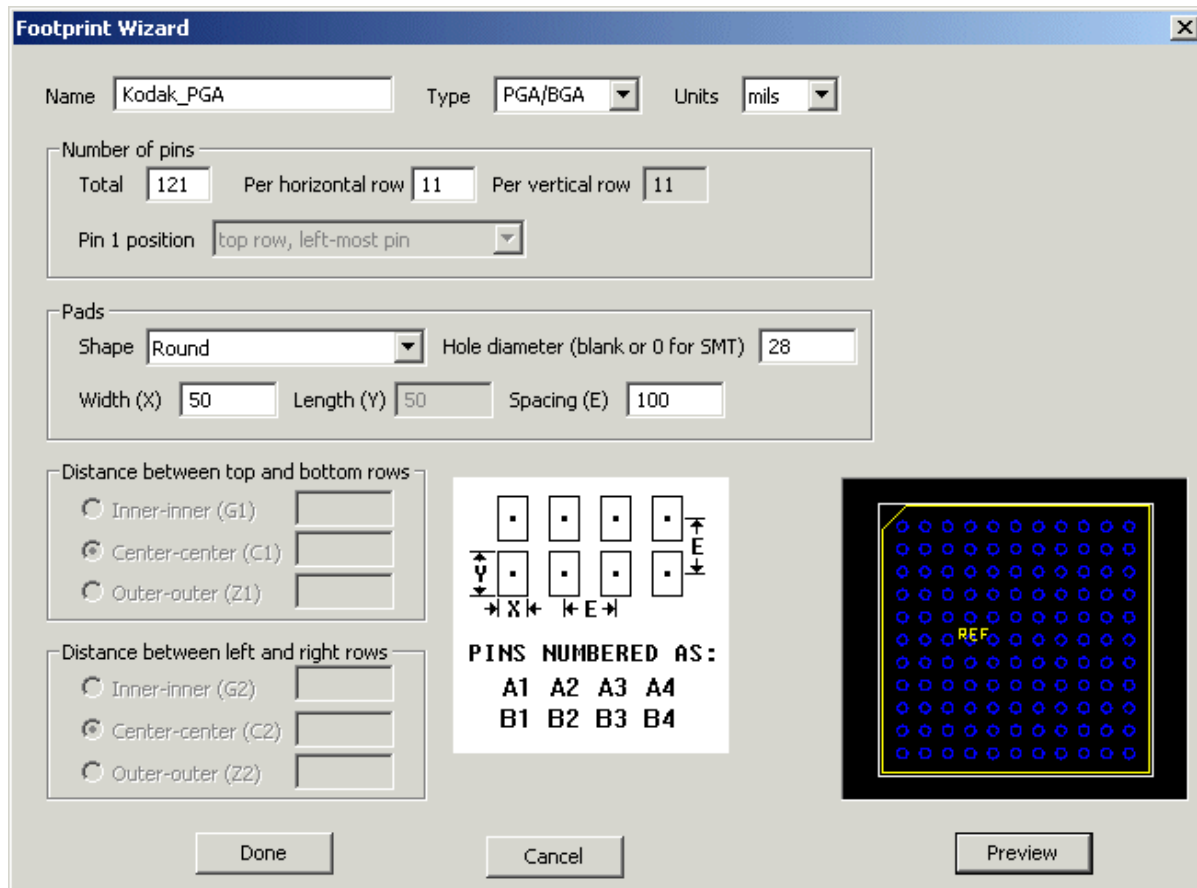 Footprint Wizard
Name Kodak_PGA Type PGA/BGA Units mils
Number of pins
Total 121 Per horizontal row 11 Per vertical row 11
Pin 1 position top row, left-most pin
Pads
Shape Round Hole diameter (blank or 0 for SMT) 28
Width (X) 50 Length (Y) 50 Spacing (E) 100
Distance between top and bottom rows
Inner-inner (G1)
Center-center (C1)
Outer-outer (Z1)
Distance between left and right rows
Inner-inner (G2)
Center-center (C2)
Outer-outer (Z2)
E
Y
X E
PINS NUMBERED AS:
A1 A2 A3 A4
B1 B2 B3 B4
REF
Done Cancel Preview